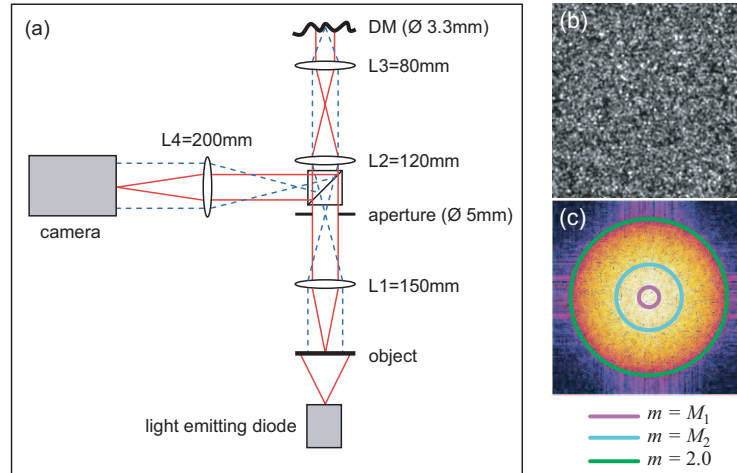 (a)
DM (Ø 3.3mm)
L3=80mm
L4=200mm
L2=120mm
camera
aperture (Ø 5mm)
L1=150mm
object
light emitting diode
(b)
(c)
m = M₁
m = M₂
m = 2.0